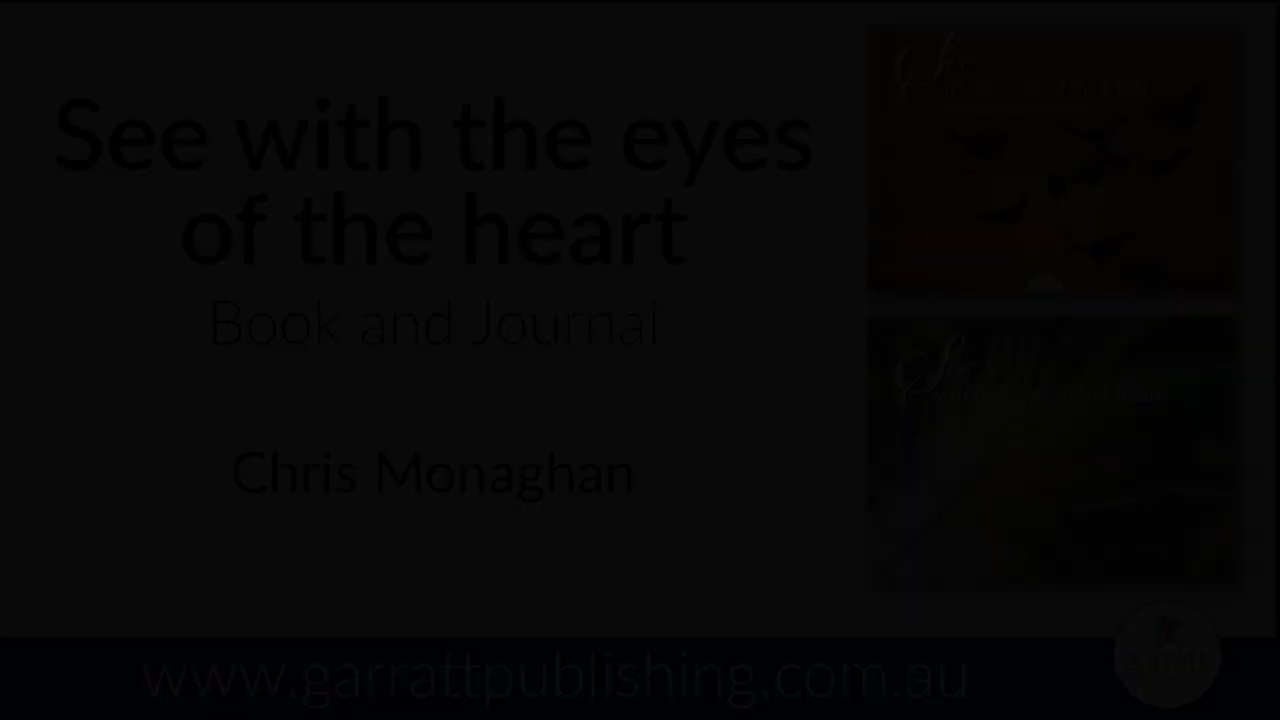 See with the eyes
of the heart
Book and Journal
Chris Monaghan
www.garrattpublishing.com.au